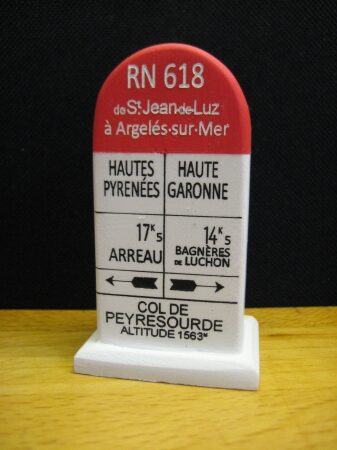 RN 618
de St Jean-de-Luz
à Argelés-sur-Mer
HAUTES PYRENÉES
HAUTE GARONNE
17K5
ARREAU
14K5
BAGNÈRES
DE LUCHON
COL DE
PEYRESOURDE
ALTITUDE 1563M